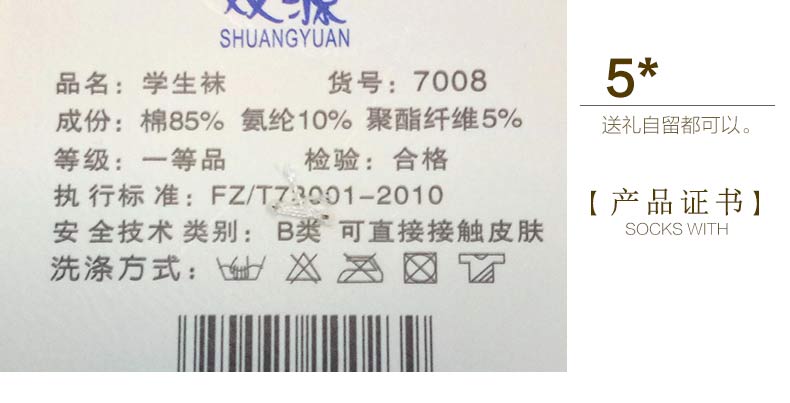 SHUANGYUAN
品名：学生袜 货号：7008
成份：棉85% 氨纶10% 聚酯纤维5%
等级：一等品 检验：合格
执行标准：FZ/T73001-2010
安全技术类别：B类 可直接接触皮肤
洗涤方式：
5*
送礼自留都可以。
【产品证书】
SOCKS WITH